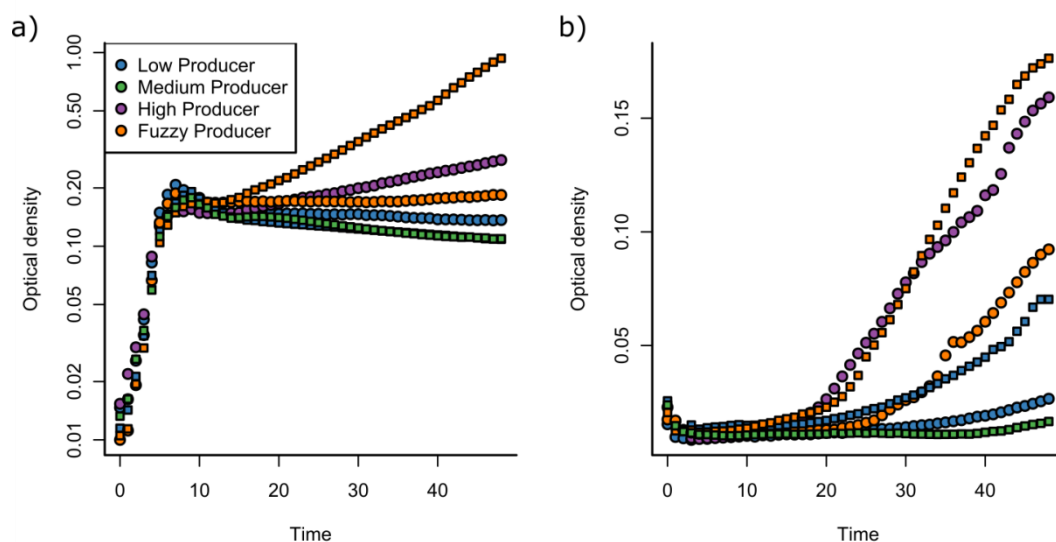 a)
Low Producer
Medium Producer
High Producer
Fuzzy Producer
1.00
0.50
0.20
0.10
0.05
0.02
0.01
Optical density
0 10 20 30 40
Time
b)
0.15
0.10
0.05
Optical density
0 10 20 30 40
Time